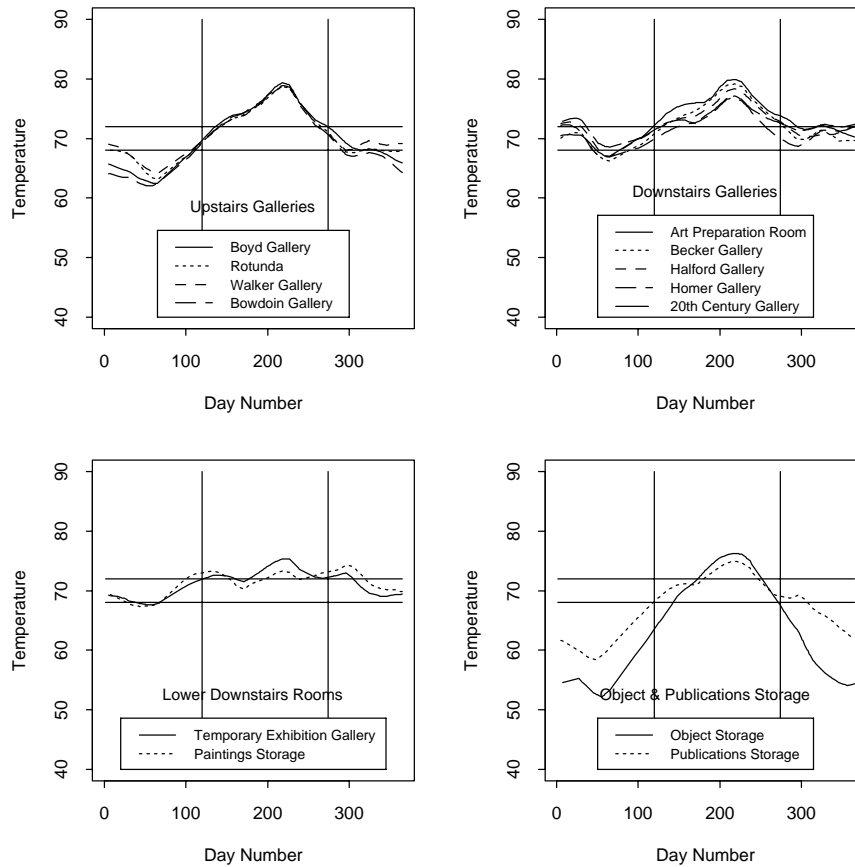 90
80
70
60
50
40
Temperature
Upstairs Galleries
Boyd Gallery
Rotunda
Walker Gallery
Bowdoin Gallery
0 100 200 300
Day Number
90
80
70
60
50
40
Temperature
Downstairs Galleries
Art Preparation Room
Becker Gallery
Halford Gallery
Homer Gallery
20th Century Gallery
0 100 200 300
Day Number
90
80
70
60
50
40
Temperature
Lower Downstairs Rooms
Temporary Exhibition Gallery
Paintings Storage
0 100 200 300
Day Number
90
80
70
60
50
40
Temperature
Object & Publications Storage
Object Storage
Publications Storage
0 100 200 300
Day Number